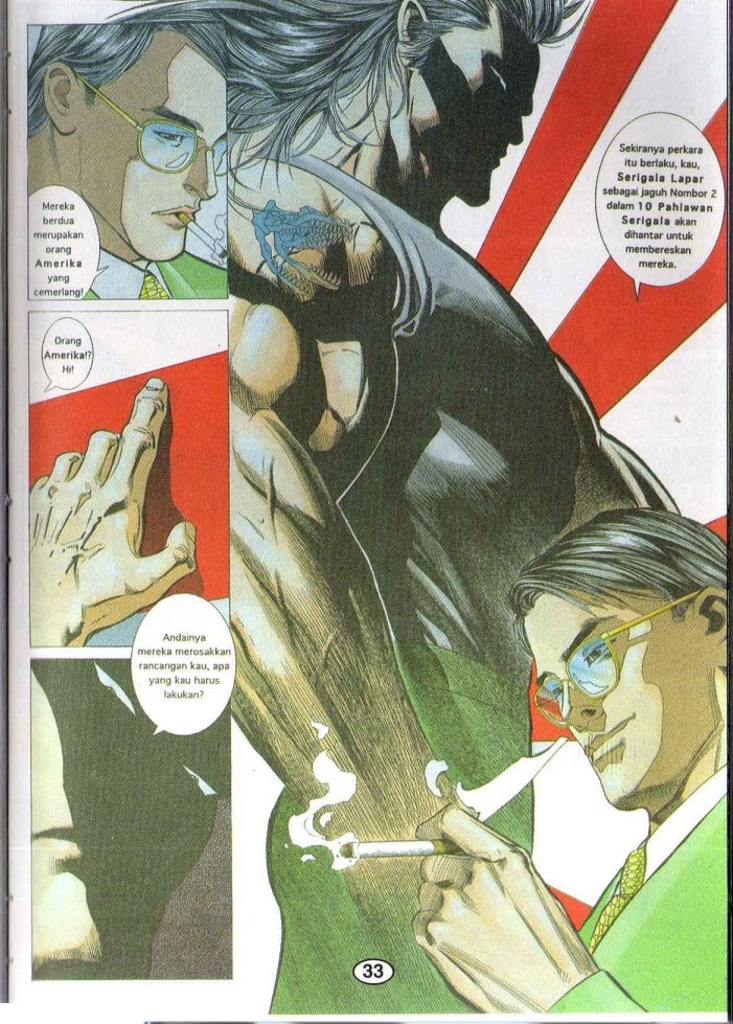 Mereka
berdua
merupakan
orang
Amerika
yang
cemerlang!
Orang
Amerika!?
Hi!
Andainya
mereka merosakkan
rancangan kau, apa
yang kau harus
lakukan?
Sekiranya perkara
itu berlaku, kau,
Serigala Lapar
sebagai jaguh Nombor 2
dalam 10 Pahlawan
Serigala akan
dihantar untuk
membereskan
mereka.
33